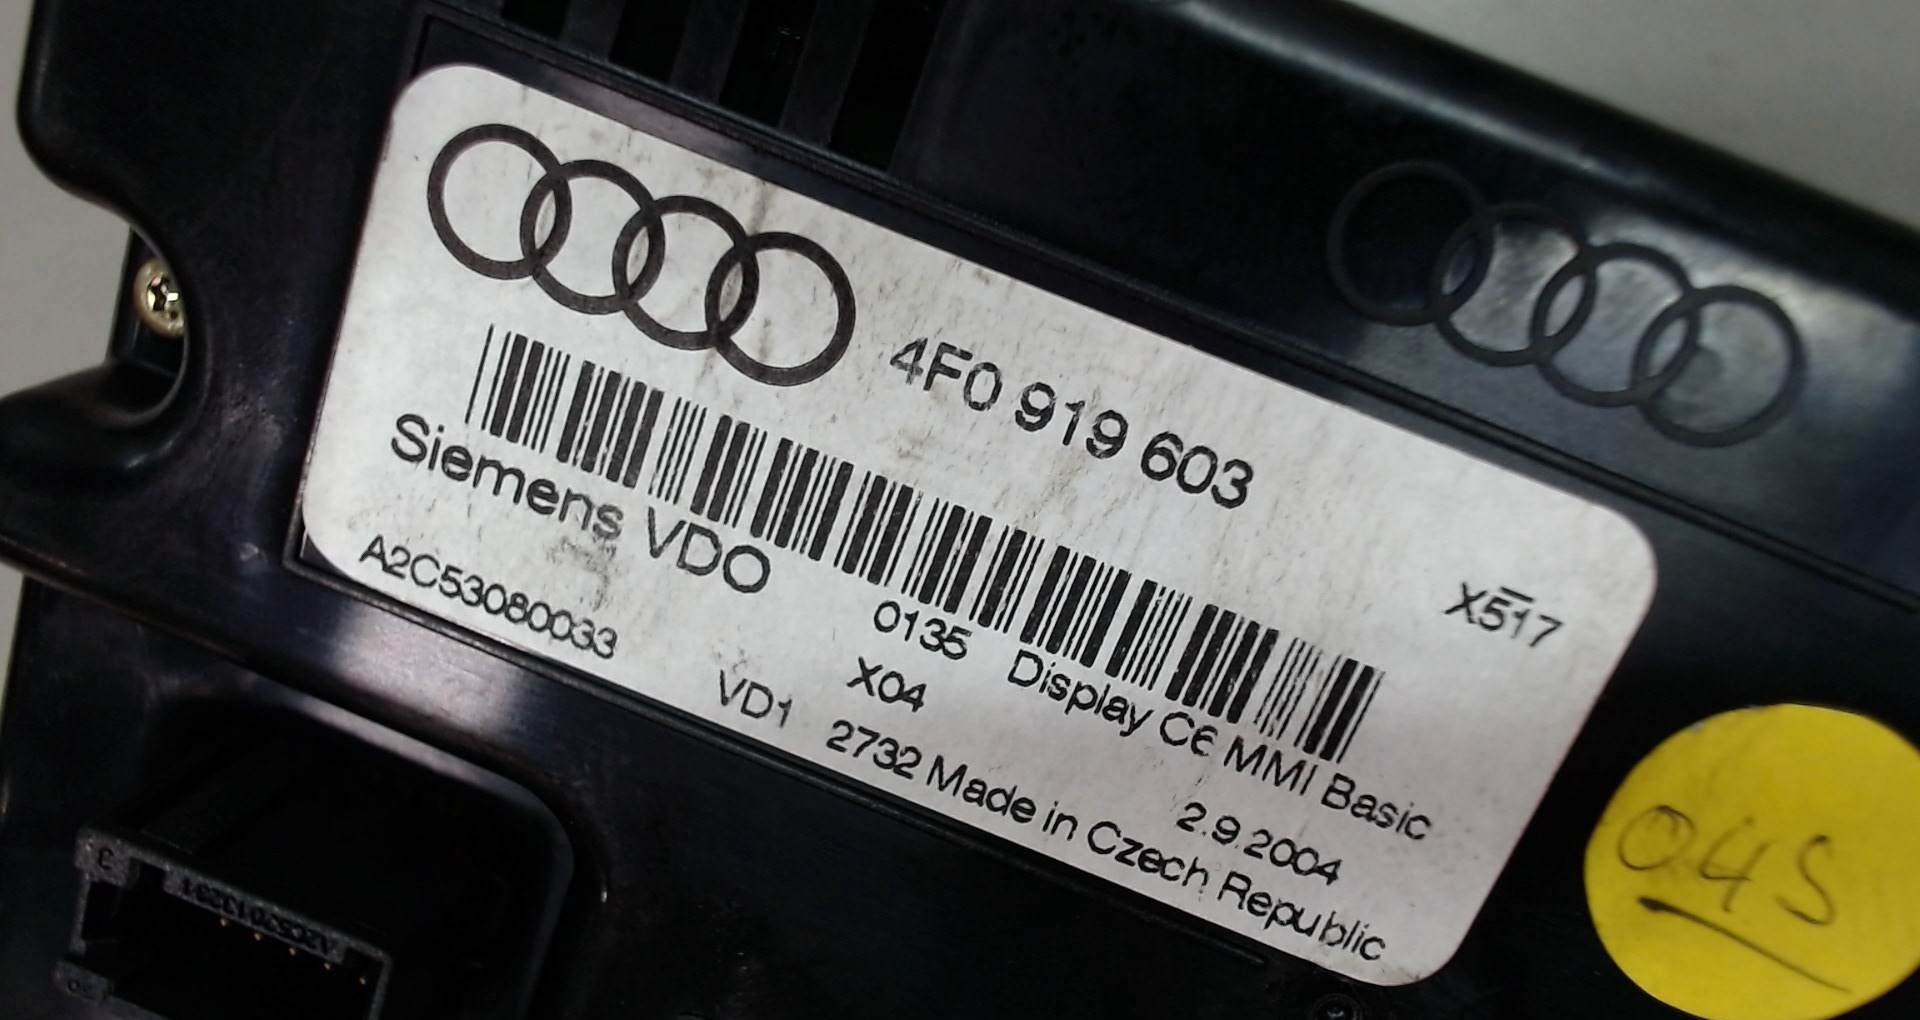 4F0 919 603
X517
Siemens VDO
A2C53080033
0135 Display C6 MMI Basic
X04
2.9.2004
VD1 2732 Made in Czech Republic
04S
3